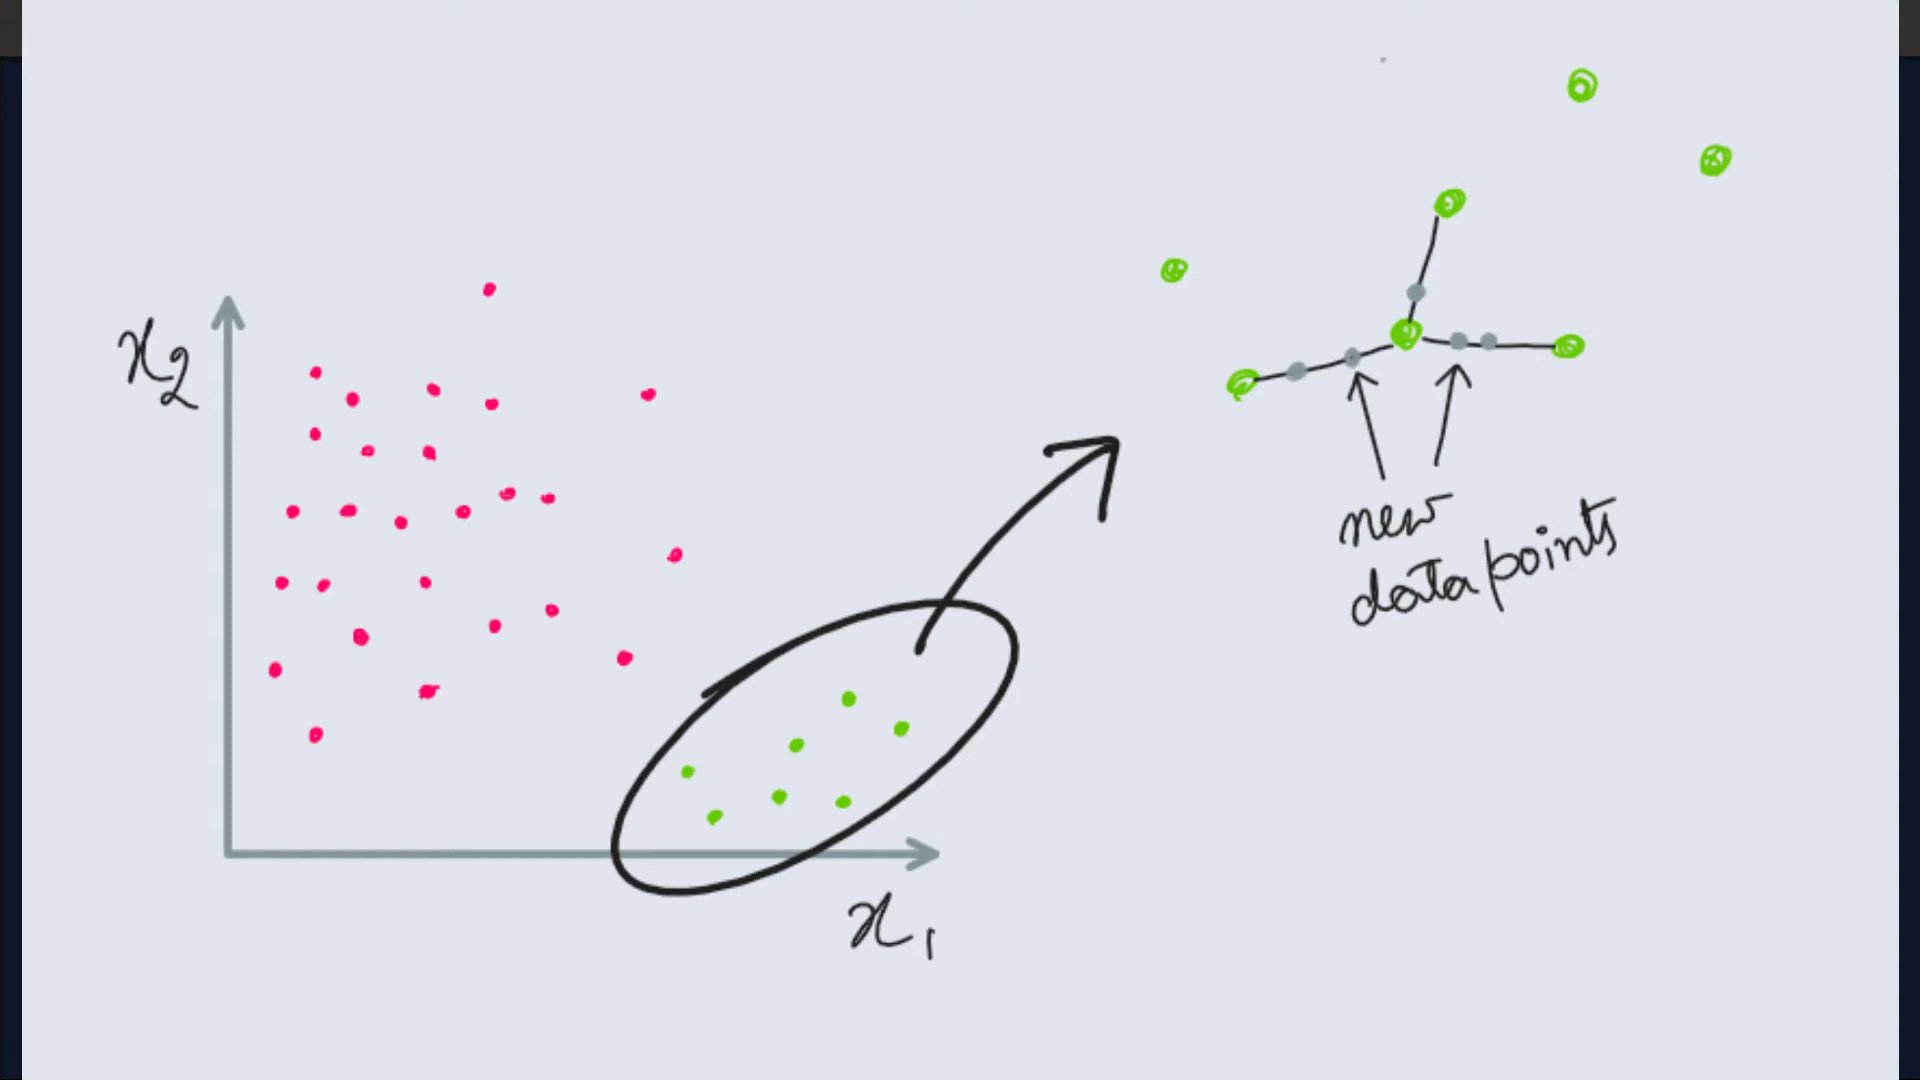 x2
new
data points
x1